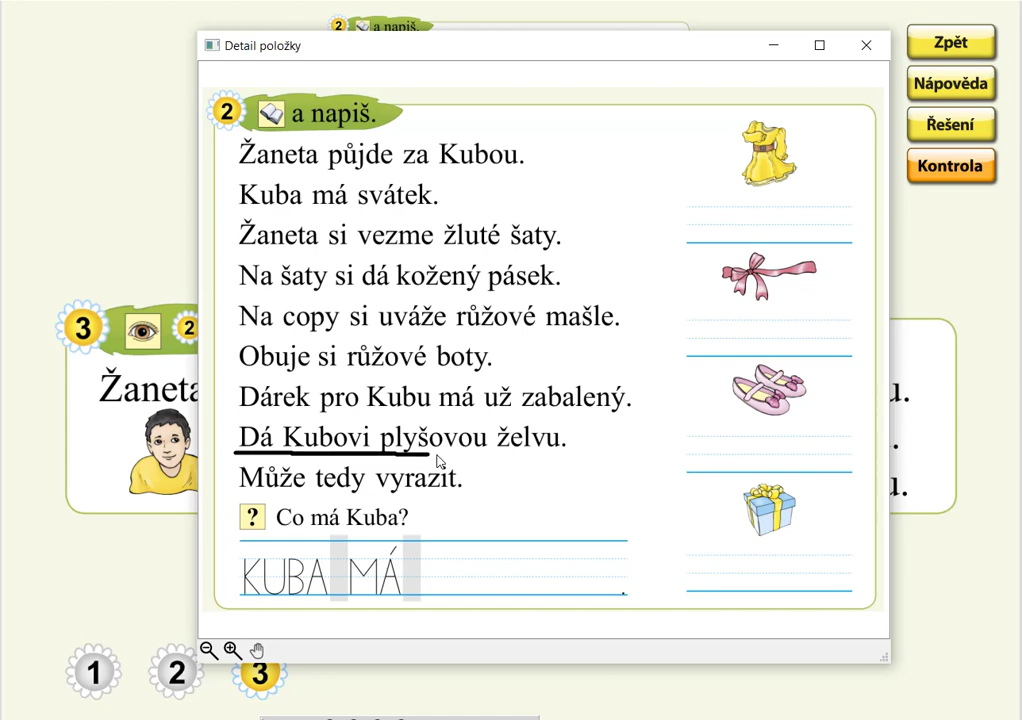 2 a napiš.
Detail položky
Zpět
Nápověda
Řešení
Kontrola
2 a napiš.
Žaneta půjde za Kubou.
Kuba má svátek.
Žaneta si vezme žluté šaty.
Na šaty si dá kožený pásek.
Na copy si uváže růžové mašle.
Obuje si růžové boty.
Dárek pro Kubu má už zabalený.
Dá Kubovi plyšovou želvu.
Může tedy vyrazit.
? Co má Kuba?
KUBA MÁ .
3 2
Žaneta
u.
.
u.
1 2 3